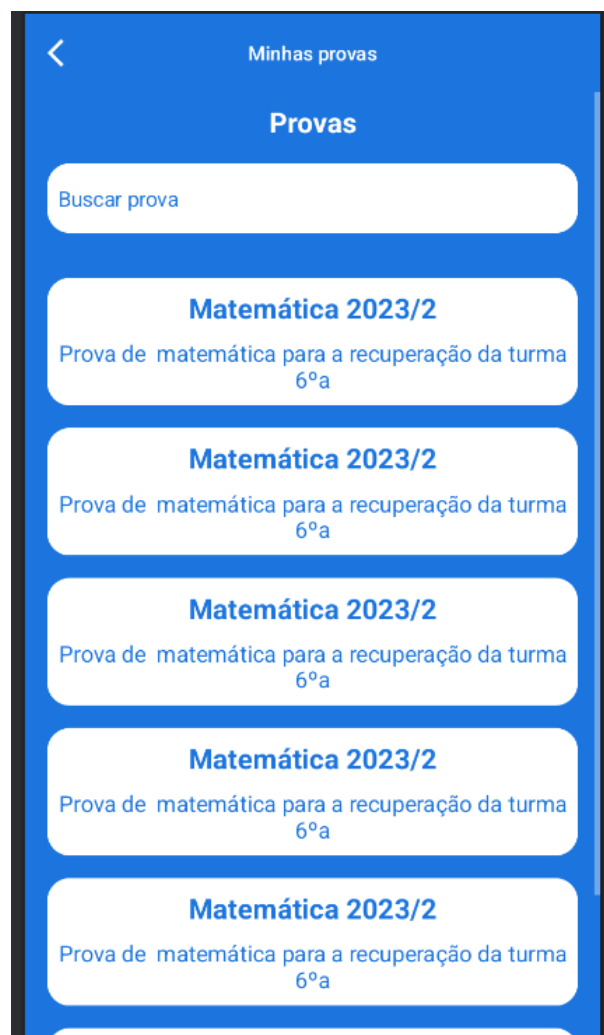 Minhas provas
Provas
Buscar prova
Matemática 2023/2
Prova de  matemática para a recuperação da turma
6ºa
Matemática 2023/2
Prova de  matemática para a recuperação da turma
6ºa
Matemática 2023/2
Prova de  matemática para a recuperação da turma
6ºa
Matemática 2023/2
Prova de  matemática para a recuperação da turma
6ºa
Matemática 2023/2
Prova de  matemática para a recuperação da turma
6ºa